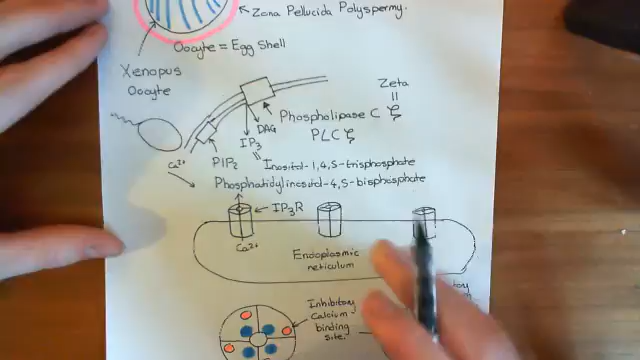 Zona Pellucida Polyspermy.
Oocyte = Egg Shell
Xenopus
Oocyte
Zeta
=
Phospholipase C ζ
PLC ζ
DAG
IP3
Inositol-1,4,5-trisphosphate
Ca2+
PIP2
Phosphatidylinositol-4,5-bisphosphate
IP3R
Ca2+
Endoplasmic
reticulum
Inhibitory
Calcium
binding
site.